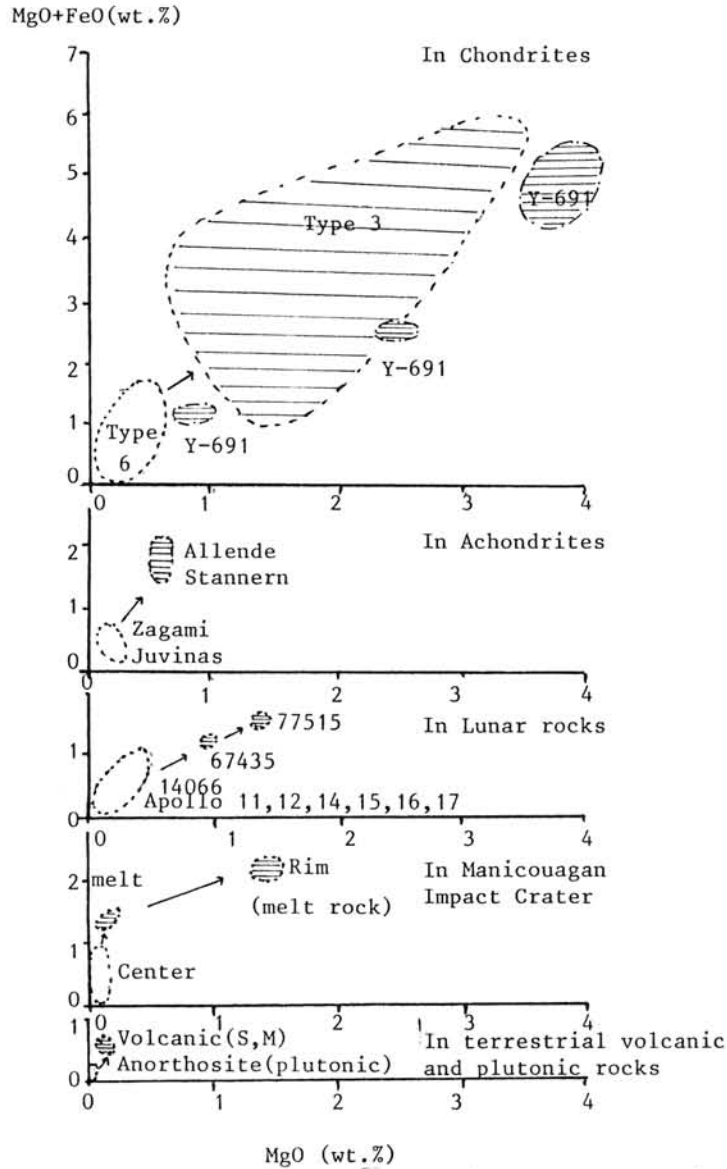 MgO+FeO(wt.%)
7
In Chondrites
6
5
Y=691
Type 3
4
3
Y-691
2
1
Type
6
Y-691
0
0 1 2 3 4
2
Allende
Stannern
In Achondrites
1
Zagami
Juvinas
0
0 1 2 3 4
77515
In Lunar rocks
1
67435
14066
Apollo 11,12,14,15,16,17
0
0 1 2 3 4
melt
Rim
In Manicouagan
Impact Crater
2
(melt rock)
1
Center
0
0 1 2 3 4
1
Volcanic(S,M)
In terrestrial volcanic
Anorthosite(plutonic)
and plutonic rocks
0
0 1 2 3 4
MgO (wt.%)